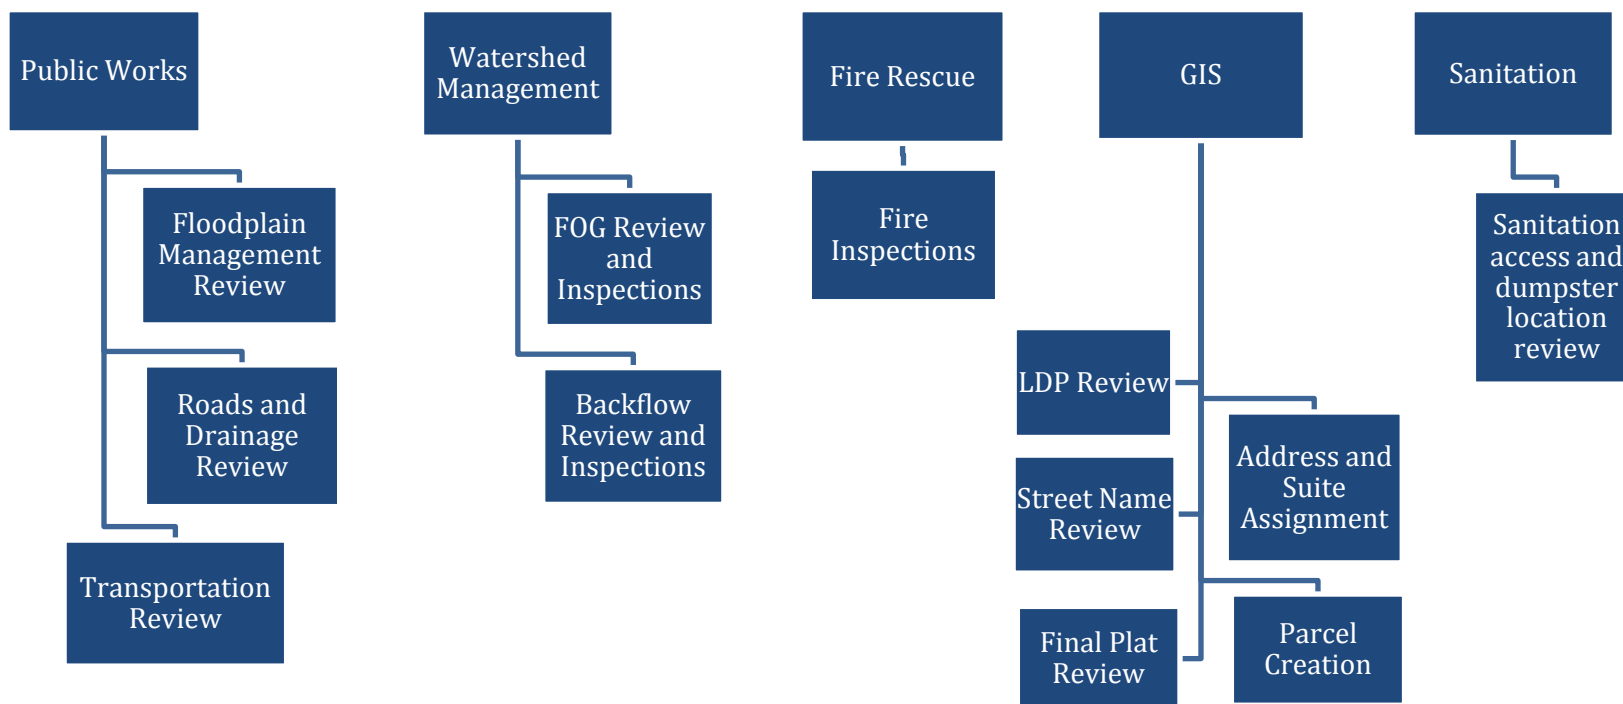 Public Works
Watershed
Management
Fire Rescue
GIS
Sanitation
Floodplain
Management
Review
Roads and
Drainage
Review
Transportation
Review
FOG Review
and
Inspections
Backflow
Review and
Inspections
Fire
Inspections
LDP Review
Street Name
Review
Final Plat
Review
Address and
Suite
Assignment
Parcel
Creation
Sanitation
access and
dumpster
location
review